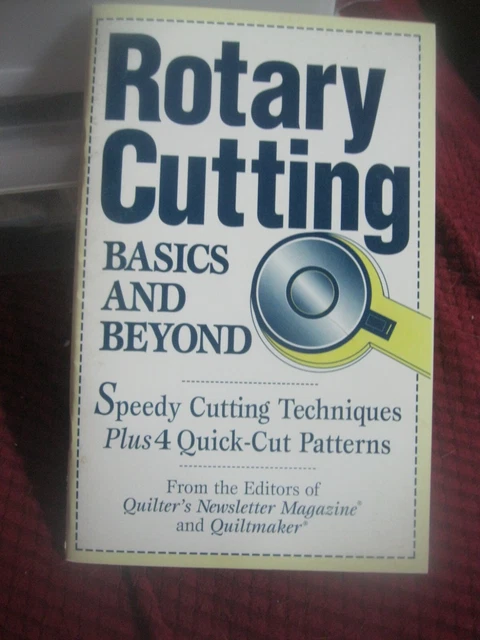 Rotary
Cutting
BASICS
AND
BEYOND
Speedy Cutting Techniques
Plus 4 Quick-Cut Patterns
From the Editors of
Quilter's Newsletter Magazine®
and Quiltmaker®